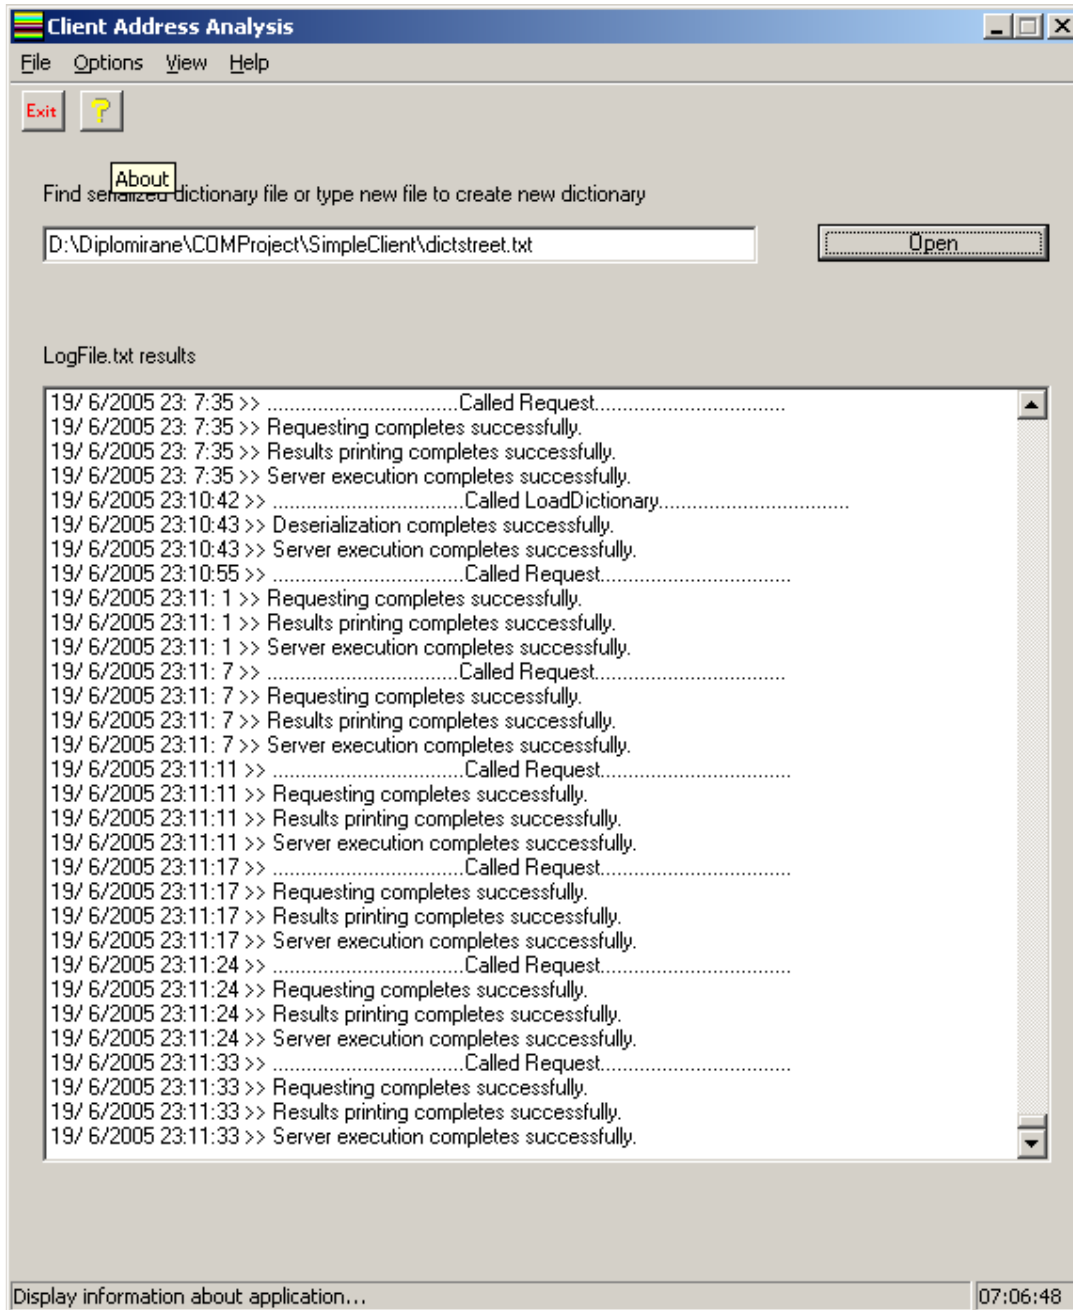 Client Address Analysis
File Options View Help
Exit ?
About
Find serialized dictionary file or type new file to create new dictionary
D:\Diplomirane\COMProject\SimpleClient\dictstreet.txt Open
LogFile.txt results
19/ 6/2005 23: 7:35 >> ..................................Called Request..................................
19/ 6/2005 23: 7:35 >> Requesting completes successfully.
19/ 6/2005 23: 7:35 >> Results printing completes successfully.
19/ 6/2005 23: 7:35 >> Server execution completes successfully.
19/ 6/2005 23:10:42 >> ..................................Called LoadDictionary..................................
19/ 6/2005 23:10:43 >> Deserialization completes successfully.
19/ 6/2005 23:10:43 >> Server execution completes successfully.
19/ 6/2005 23:10:55 >> ..................................Called Request..................................
19/ 6/2005 23:11: 1 >> Requesting completes successfully.
19/ 6/2005 23:11: 1 >> Results printing completes successfully.
19/ 6/2005 23:11: 1 >> Server execution completes successfully.
19/ 6/2005 23:11: 7 >> ..................................Called Request..................................
19/ 6/2005 23:11: 7 >> Requesting completes successfully.
19/ 6/2005 23:11: 7 >> Results printing completes successfully.
19/ 6/2005 23:11: 7 >> Server execution completes successfully.
19/ 6/2005 23:11:11 >> ..................................Called Request..................................
19/ 6/2005 23:11:11 >> Requesting completes successfully.
19/ 6/2005 23:11:11 >> Results printing completes successfully.
19/ 6/2005 23:11:11 >> Server execution completes successfully.
19/ 6/2005 23:11:17 >> ..................................Called Request..................................
19/ 6/2005 23:11:17 >> Requesting completes successfully.
19/ 6/2005 23:11:17 >> Results printing completes successfully.
19/ 6/2005 23:11:17 >> Server execution completes successfully.
19/ 6/2005 23:11:24 >> ..................................Called Request..................................
19/ 6/2005 23:11:24 >> Requesting completes successfully.
19/ 6/2005 23:11:24 >> Results printing completes successfully.
19/ 6/2005 23:11:24 >> Server execution completes successfully.
19/ 6/2005 23:11:33 >> ..................................Called Request..................................
19/ 6/2005 23:11:33 >> Requesting completes successfully.
19/ 6/2005 23:11:33 >> Results printing completes successfully.
19/ 6/2005 23:11:33 >> Server execution completes successfully.
Display information about application... 07:06:48